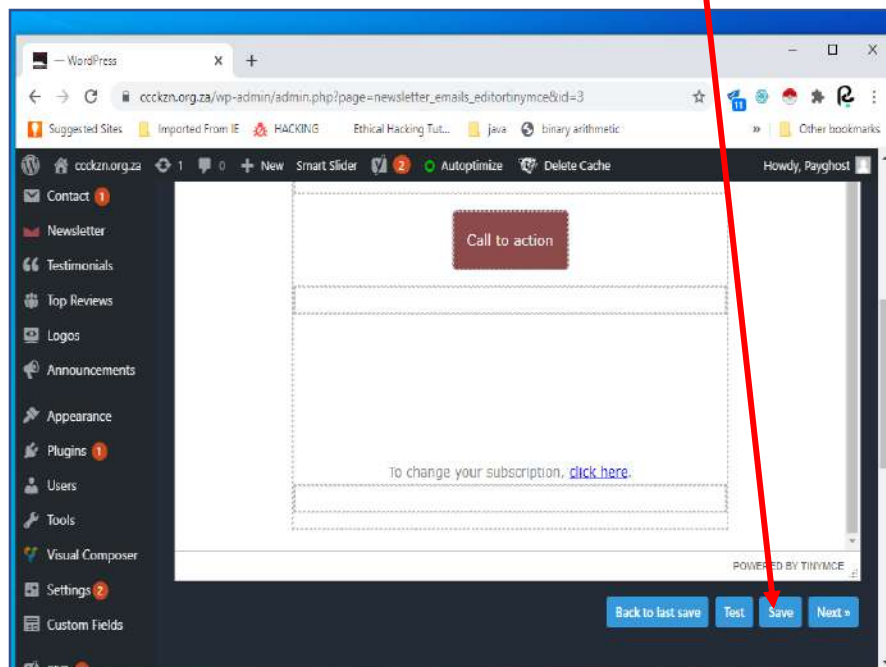 — WordPress
ccckzn.org.za/wp-admin/admin.php?page=newsletter_emails_editortinymce&id=3
11
Suggested Sites Imported From IE HACKING Ethical Hacking Tut... java binary arithmetic » Other bookmarks
ccckzn.org.za 1 0 + New Smart Slider 2 Autoptimize Delete Cache Howdy, Payghost
Contact 1
Newsletter
Testimonials
Top Reviews
Logos
Announcements
Appearance
Plugins 1
Users
Tools
Visual Composer
Settings 2
Custom Fields
Call to action
To change your subscription, click here.
POWERED BY TINYMCE
Back to last save Test Save Next »